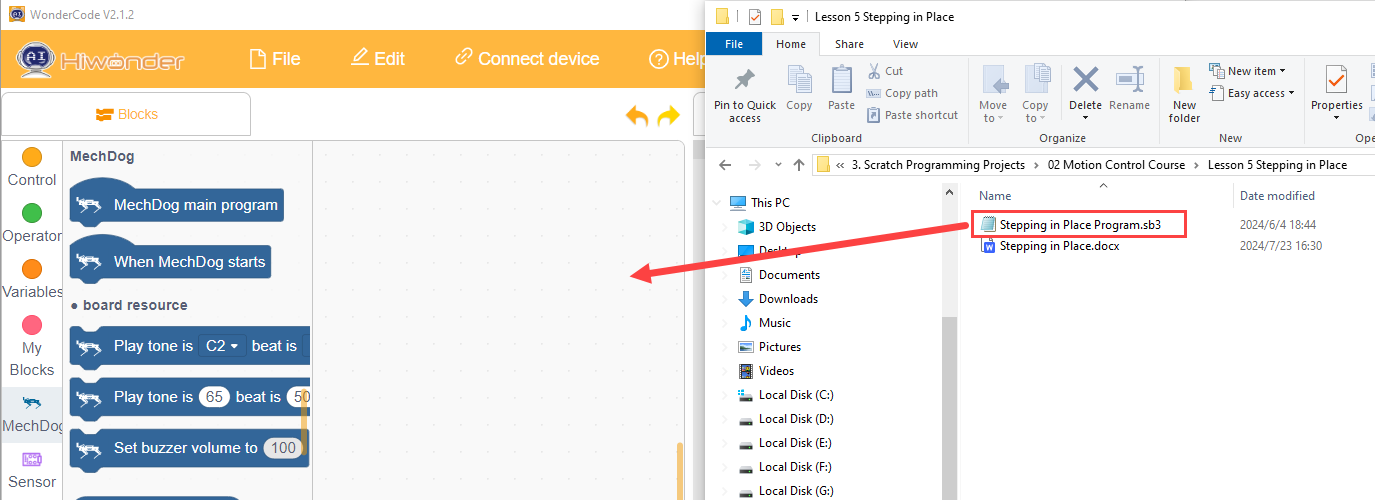 WonderCode V2.1.2
AI
Hiwonder
File
Edit
Connect device
Help
Blocks
Control
Operator
Variables
My
Blocks
MechDog
Sensor
MechDog
MechDog main program
When MechDog starts
● board resource
Play tone is C2 beat is
Play tone is 65 beat is 50
Set buzzer volume to 100
Lesson 5 Stepping in Place
File
Home
Share
View
Pin to Quick
access
Copy
Paste
Cut
Copy path
Paste shortcut
Clipboard
Move
to
Copy
to
Delete
Rename
Organize
New
folder
New item
Easy access
New
Properties
« 3. Scratch Programming Projects > 02 Motion Control Course > Lesson 5 Stepping in Place
This PC
3D Objects
Desktop
Documents
Downloads
Music
Pictures
Videos
Local Disk (C:)
Local Disk (D:)
Local Disk (E:)
Local Disk (F:)
Local Disk (G:)
Name
Date modified
Stepping in Place Program.sb3
2024/6/4 18:44
Stepping in Place.docx
2024/7/23 16:30